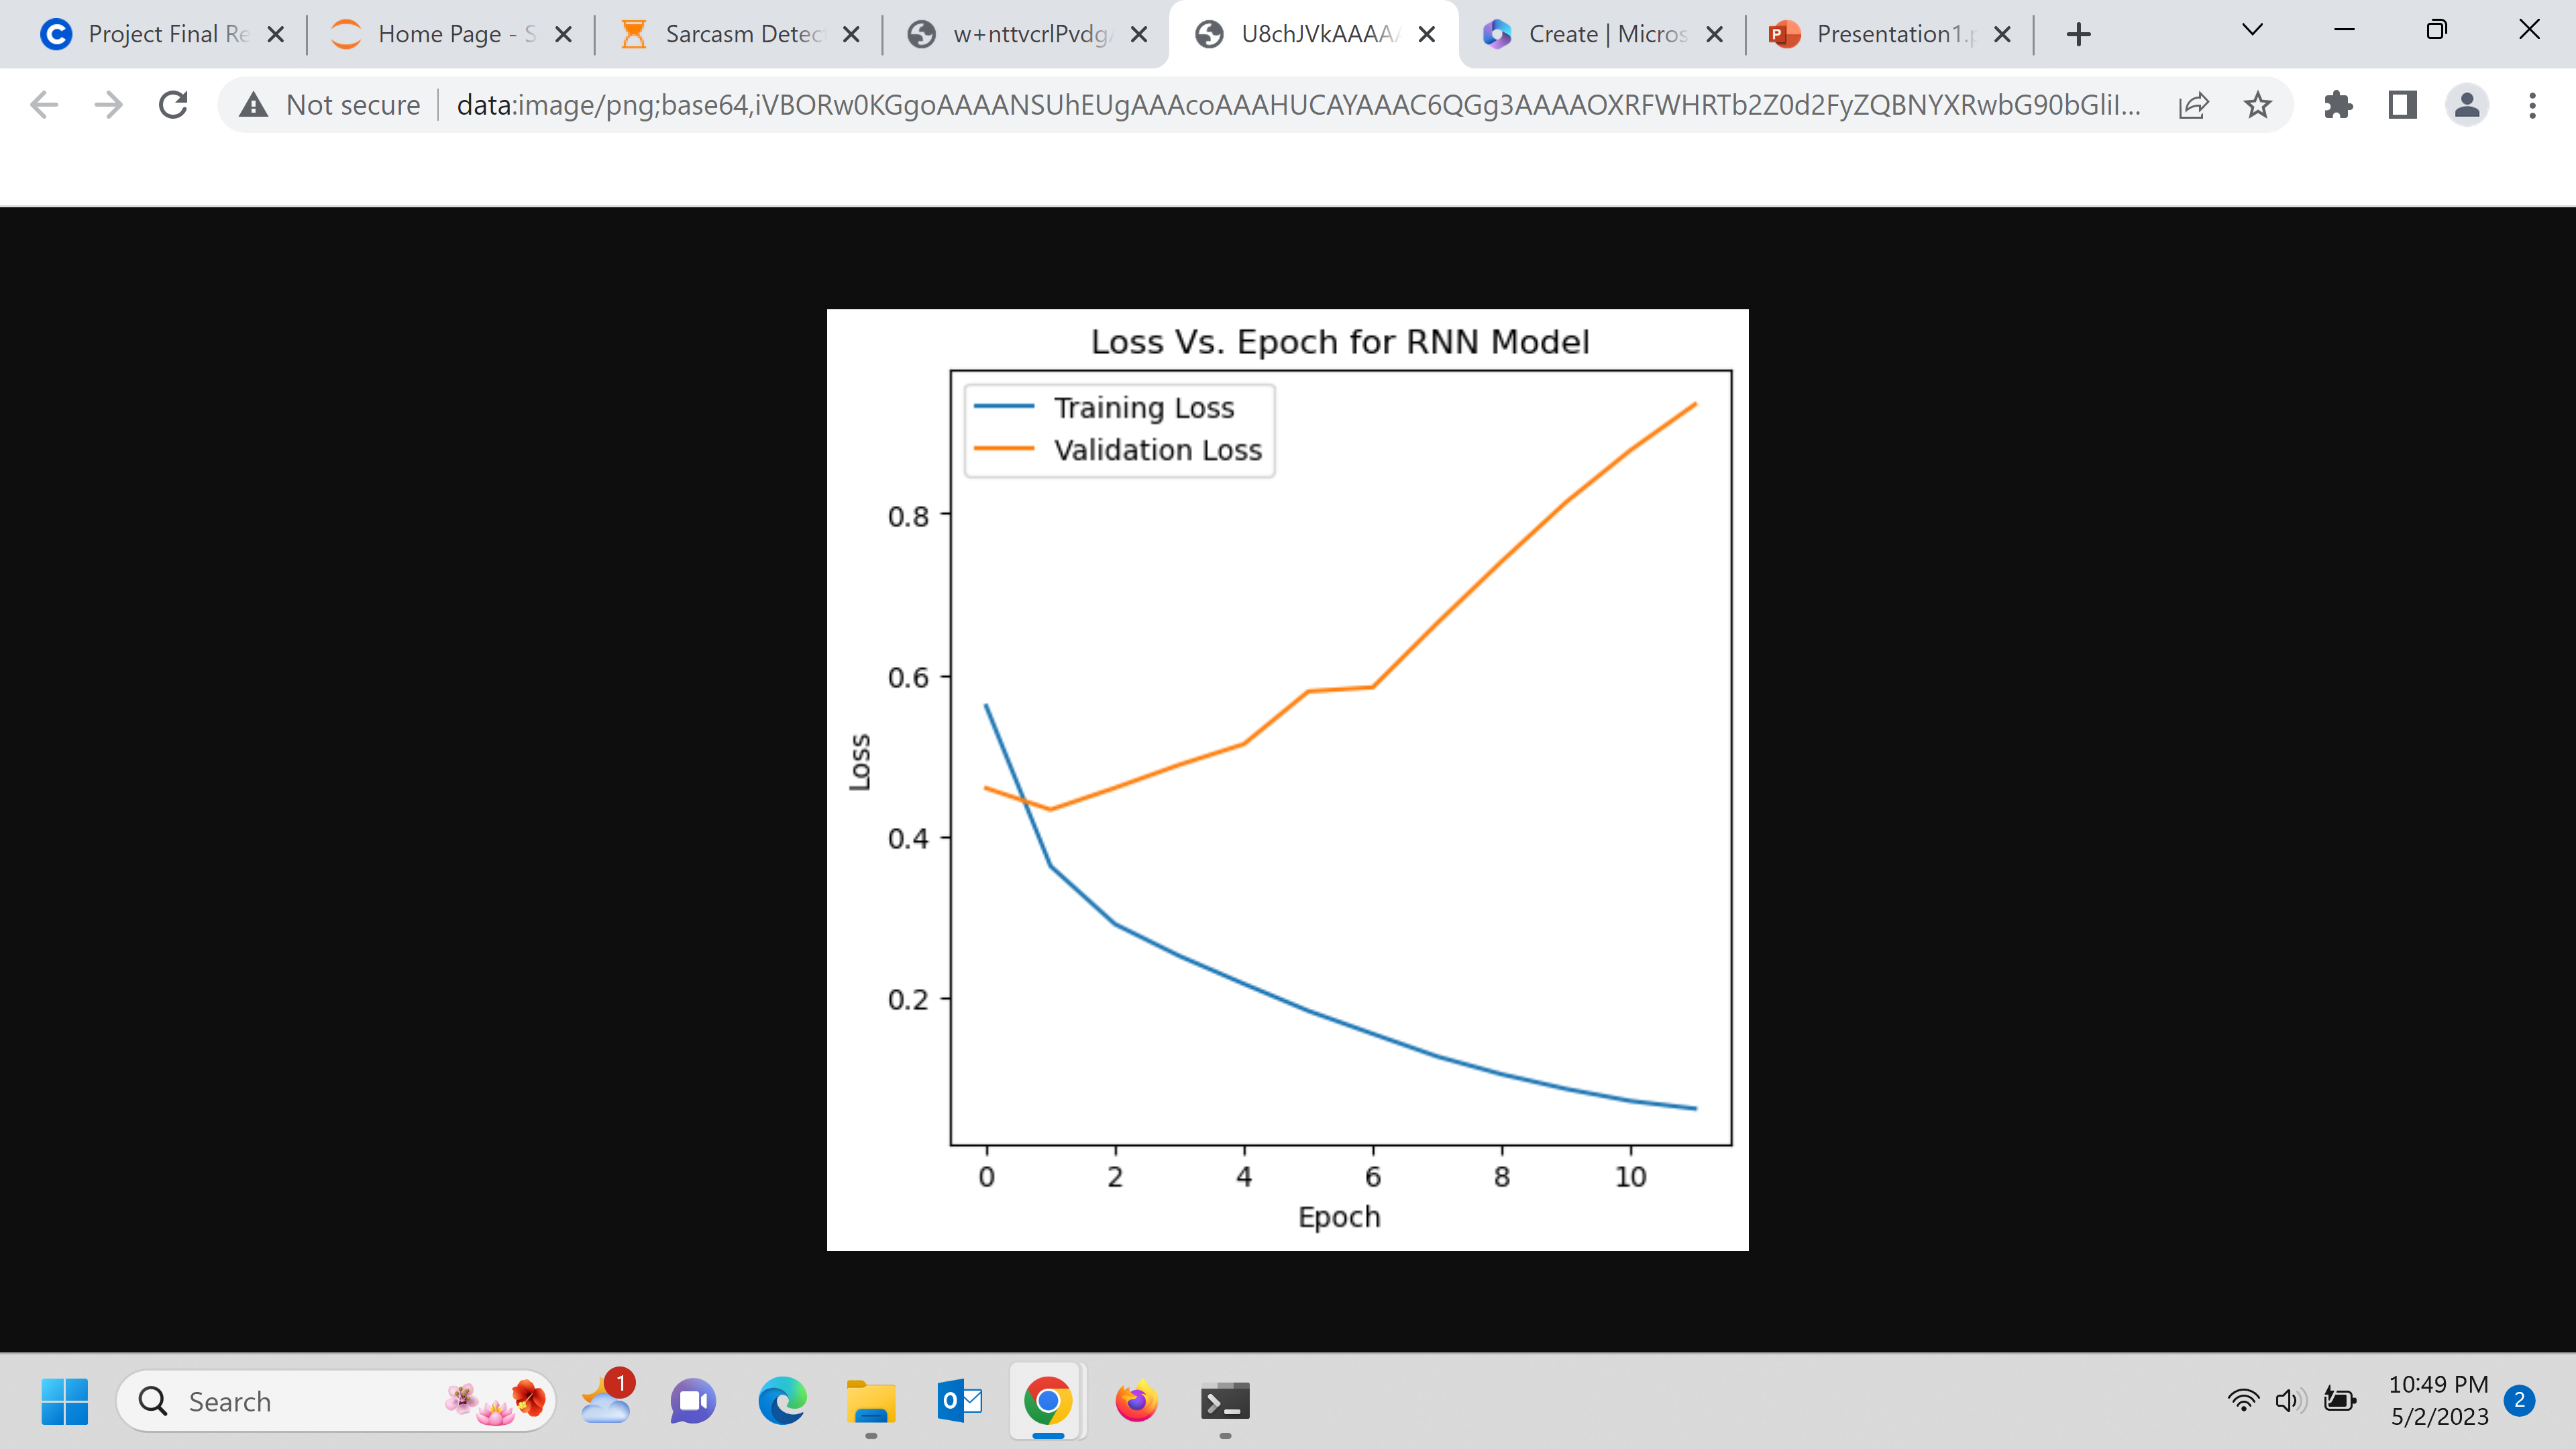 Project Final Re
Home Page - S
Sarcasm Detec
w+nttvcrlPvdg
U8chJVkAAAAA
Create | Micros
Presentation1.p
Not secure
data:image/png;base64,iVBORw0KGgoAAAANSUhEUgAAAcoAAAHUCAYAAAC6QGg3AAAAOXRFWHRTb2Z0d2FyZQBNYXRwbG90bGliI...
Loss Vs. Epoch for RNN Model
Training Loss
Validation Loss
0.8
0.6
0.4
0.2
Loss
0 2 4 6 8 10
Epoch
Search
1
10:49 PM
5/2/2023
2